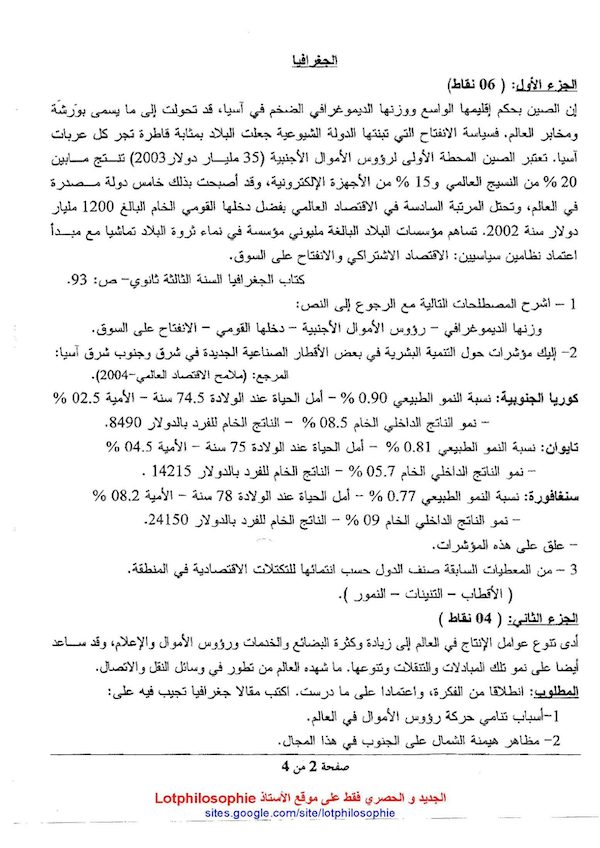 الجغرافيا
الجزء الأول: ( 06 نقاط)
إن الصين بحكم إقليمها الواسع ووزنها الديموغرافي الضخم في آسيا، قد تحولت إلى ما يسمى بوَرشَة
ومخابر العالم. فسياسة الانفتاح التي تبنتها الدولة الشيوعية جعلت البلاد بمثابة قاطرة تجر كل عربات
آسيا. تعتبر الصين المحطة الأولى لرؤوس الأموال الأجنبية (35 مليار دولار2003) تنتج مابين
20 % من النسيج العالمي و15 % من الأجهزة الإلكترونية، وقد أصبحت بذلك خامس دولة مصدرة
في العالم، وتحتل المرتبة السادسة في الاقتصاد العالمي بفضل دخلها القومي الخام البالغ 1200 مليار
دولار سنة 2002. تساهم مؤسسات البلاد البالغة مليوني مؤسسة في نماء ثروة البلاد تماشيا مع مبدأ
اعتماد نظامين سياسيين: الاقتصاد الاشتراكي والانفتاح على السوق.
كتاب الجغرافيا السنة الثالثة ثانوي- ص: 93.
1 – اشرح المصطلحات التالية مع الرجوع إلى النص:
وزنها الديموغرافي – رؤوس الأموال الأجنبية – دخلها القومي – الانفتاح على السوق.
2– إليك مؤشرات حول التنمية البشرية في بعض الأقطار الصناعية الجديدة في شرق وجنوب شرق آسيا:
المرجع: (ملامح الاقتصاد العالمي-2004).
كوريا الجنوبية: نسبة النمو الطبيعي 0.90 % – أمل الحياة عند الولادة 74.5 سنة – الأمية 02.5 %
– نمو الناتج الداخلي الخام 08.5 % – الناتج الخام للفرد بالدولار 8490.
تايوان: نسبة النمو الطبيعي 0.81 % – أمل الحياة عند الولادة 75 سنة – الأمية 04.5 %
– نمو الناتج الداخلي الخام 05.7 % – الناتج الخام للفرد بالدولار 14215 .
سنغافورة: نسبة النمو الطبيعي 0.77 % – أمل الحياة عند الولادة 78 سنة – الأمية 08.2 %
– نمو الناتج الداخلي الخام 09 % – الناتج الخام للفرد بالدولار 24150.
– علق على هذه المؤشرات.
3 – من المعطيات السابقة صنف الدول حسب انتمائها للتكتلات الاقتصادية في المنطقة.
( الأقطاب – التنينات – النمور ).
الجزء الثاني: ( 04 نقاط )
أدى تنوع عوامل الإنتاج في العالم إلى زيادة وكثرة البضائع والخدمات ورؤوس الأموال والإعلام، وقد ساعد
أيضا على نمو تلك المبادلات والتنقلات وتنوعها. ما شهده العالم من تطور في وسائل النقل والاتصال.
المطلوب: انطلاقا من الفكرة، واعتمادا على ما درست. اكتب مقالا جغرافيا تجيب فيه على:
1–أسباب تنامي حركة رؤوس الأموال في العالم.
2– مظاهر هيمنة الشمال على الجنوب في هذا المجال.
صفحة 2 من 4
الجديد و الحصري فقط على موقع الأستاذ Lotphilosophie
sites.google.com/site/lotphilosophie